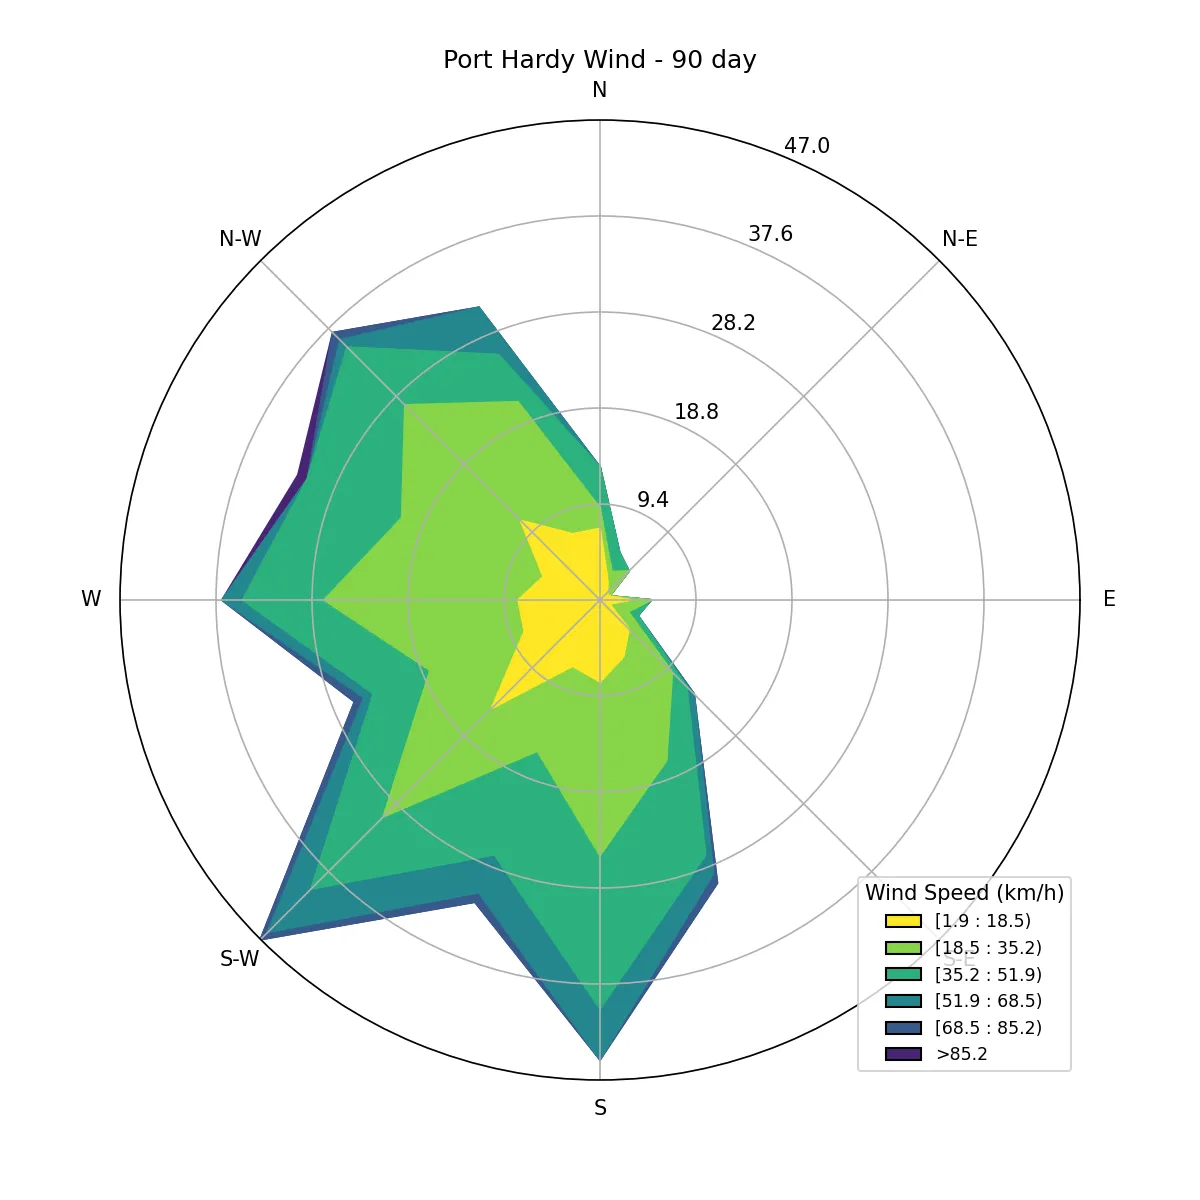 Port Hardy Wind - 90 day
N
47.0
N-W
37.6
N-E
28.2
18.8
9.4
W
E
Wind Speed (km/h)
[1.9 : 18.5)
[18.5 : 35.2)
S-W
S-E
[35.2 : 51.9)
[51.9 : 68.5)
[68.5 : 85.2)
>85.2
S